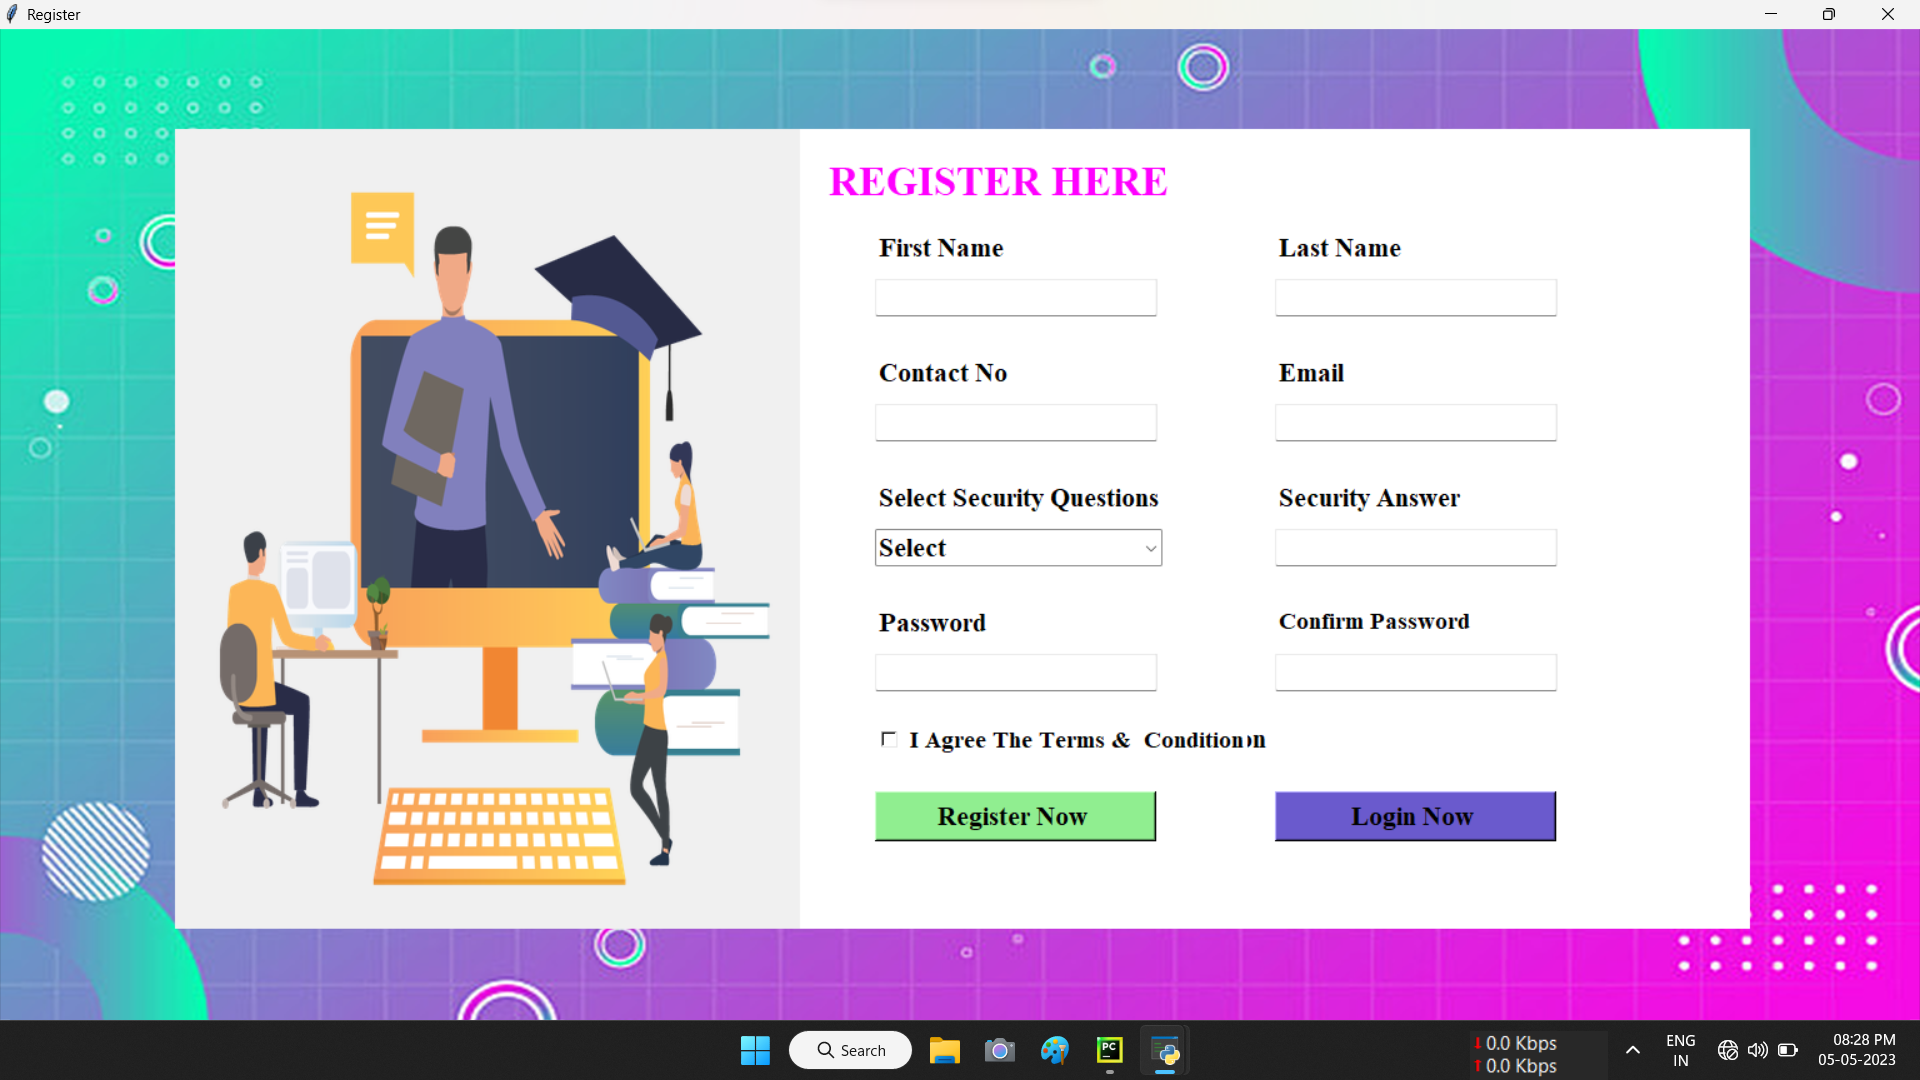 Register
REGISTER HERE
First Name Last Name
Contact No Email
Select Security Questions Security Answer
Select
Password Confirm Password
I Agree The Terms & Condition
Register Now Login Now
Search
PC
0.0 Kbps
0.0 Kbps
ENG
IN
08:28 PM
05-05-2023